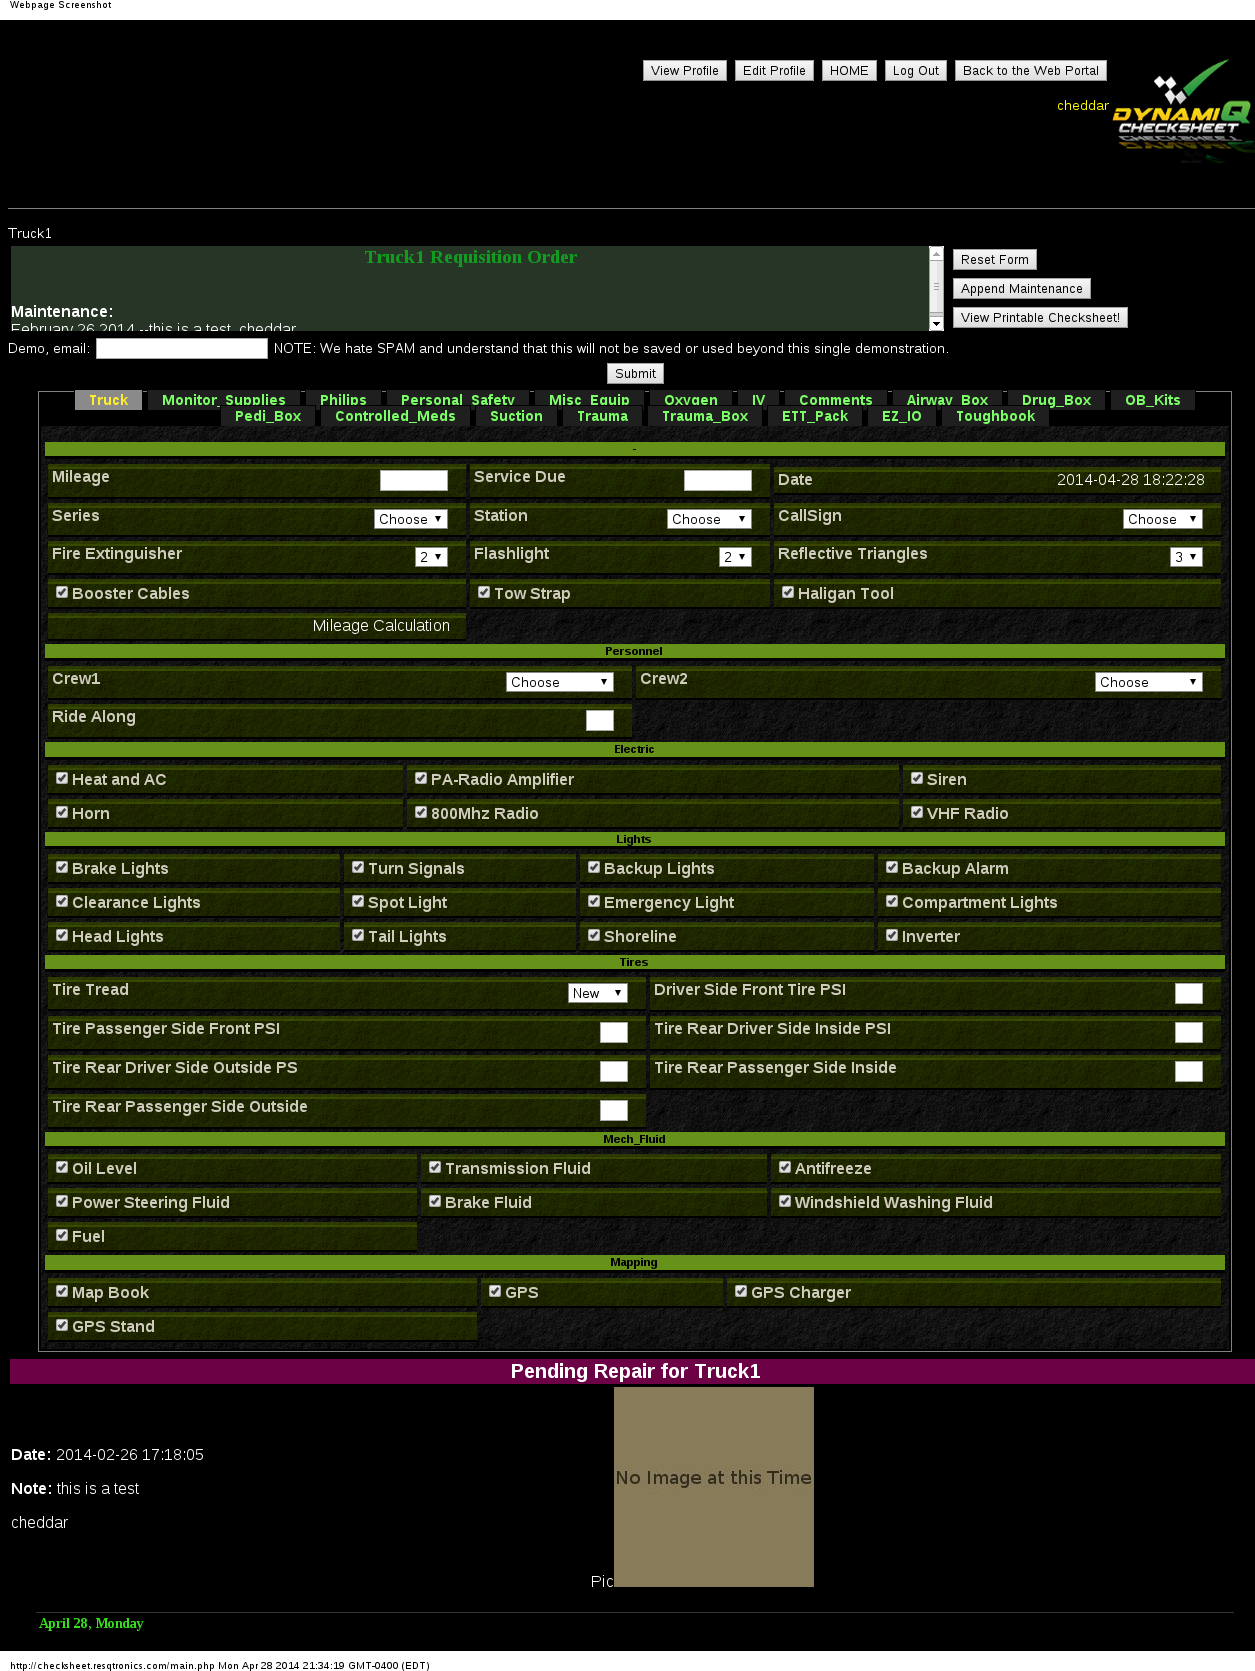 Webpage Screenshot
View Profile Edit Profile HOME Log Out Back to the Web Portal
cheddar
DYNAMIQ
CHECKSHEET
Truck1
Truck1 Requisition Order
Reset Form
Append Maintenance
Maintenance:
February 26 2014 --this is a test, cheddar
View Printable Checksheet!
Demo, email: NOTE: We hate SPAM and understand that this will not be saved or used beyond this single demonstration.
Submit
Truck Monitor_Supplies Philips Personal_Safety Misc_Equip Oxygen IV Comments Airway_Box Drug_Box OB_Kits
Pedi_Box Controlled_Meds Suction Trauma Trauma_Box ETT_Pack EZ_IO Toughbook
-
Mileage Service Due Date 2014-04-28 18:22:28
Series Choose Station Choose CallSign Choose
Fire Extinguisher 2 Flashlight 2 Reflective Triangles 3
Booster Cables Tow Strap Haligan Tool
Mileage Calculation
Personnel
Crew1 Choose Crew2 Choose
Ride Along
Electric
Heat and AC PA-Radio Amplifier Siren
Horn 800Mhz Radio VHF Radio
Lights
Brake Lights Turn Signals Backup Lights Backup Alarm
Clearance Lights Spot Light Emergency Light Compartment Lights
Head Lights Tail Lights Shoreline Inverter
Tires
Tire Tread New Driver Side Front Tire PSI
Tire Passenger Side Front PSI Tire Rear Driver Side Inside PSI
Tire Rear Driver Side Outside PS Tire Rear Passenger Side Inside
Tire Rear Passenger Side Outside
Mech_Fluid
Oil Level Transmission Fluid Antifreeze
Power Steering Fluid Brake Fluid Windshield Washing Fluid
Fuel
Mapping
Map Book GPS GPS Charger
GPS Stand
Pending Repair for Truck1
Date: 2014-02-26 17:18:05
No Image at this Time
Note: this is a test
cheddar
Pic
April 28, Monday
http://checksheet.resqtronics.com/main.php Mon Apr 28 2014 21:34:19 GMT-0400 (EDT)